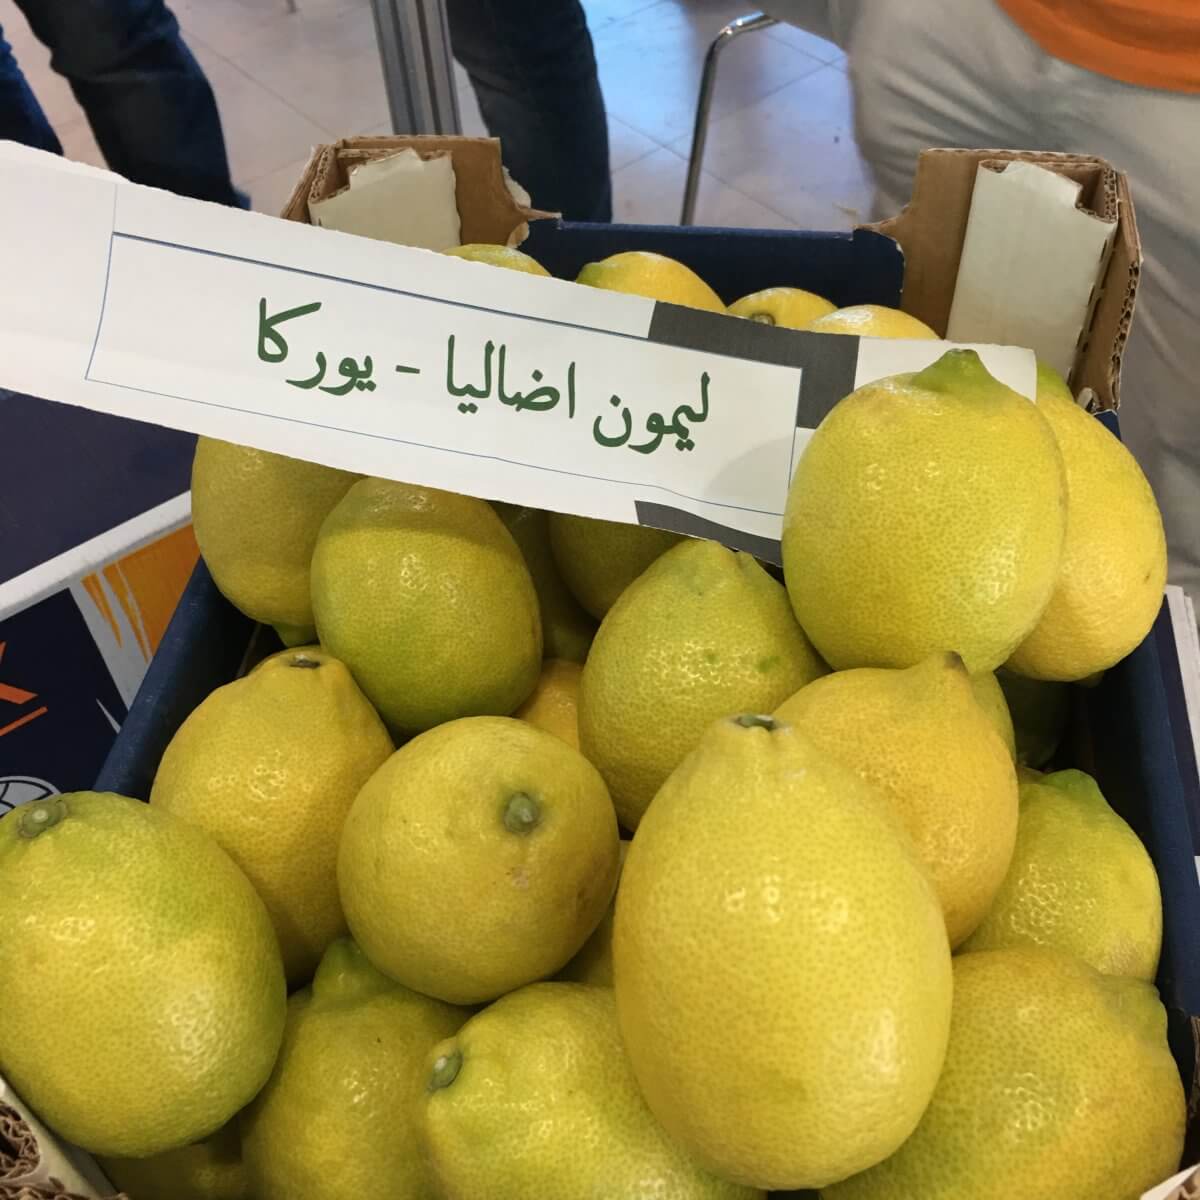 ليمون اضاليا - يوركا